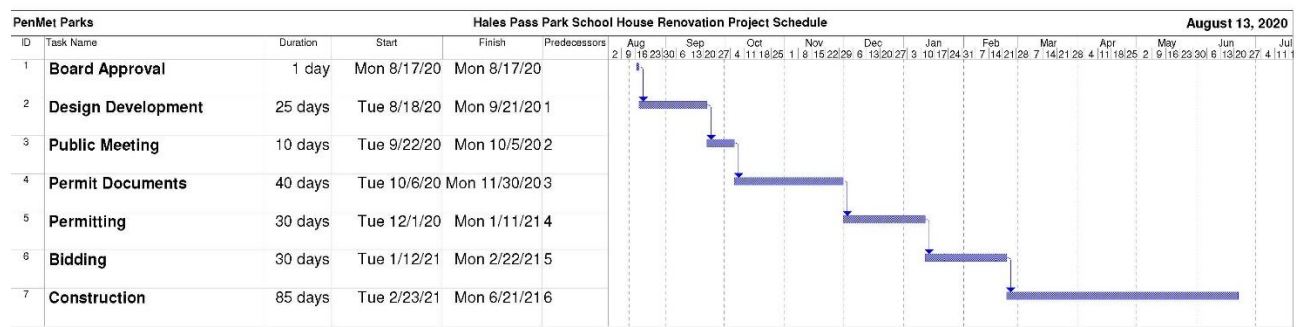 PenMet Parks Hales Pass Park School House Renovation Project Schedule August 13, 2020
ID Task Name Duration Start Finish Predecessors Aug Sep Oct Nov Dec Jan Feb Mar Apr May Jun Jul
2 9 16 23 30 6 13 20 27 4 11 18 25 1 8 15 22 29 6 13 20 27 3 10 17 24 31 7 14 21 28 7 14 21 28 4 11 18 25 2 9 16 23 30 6 13 20 27 4 11
1 Board Approval 1 day Mon 8/17/20 Mon 8/17/20
2 Design Development 25 days Tue 8/18/20 Mon 9/21/20 1
3 Public Meeting 10 days Tue 9/22/20 Mon 10/5/20 2
4 Permit Documents 40 days Tue 10/6/20 Mon 11/30/20 3
5 Permitting 30 days Tue 12/1/20 Mon 1/11/21 4
6 Bidding 30 days Tue 1/12/21 Mon 2/22/21 5
7 Construction 85 days Tue 2/23/21 Mon 6/21/21 6